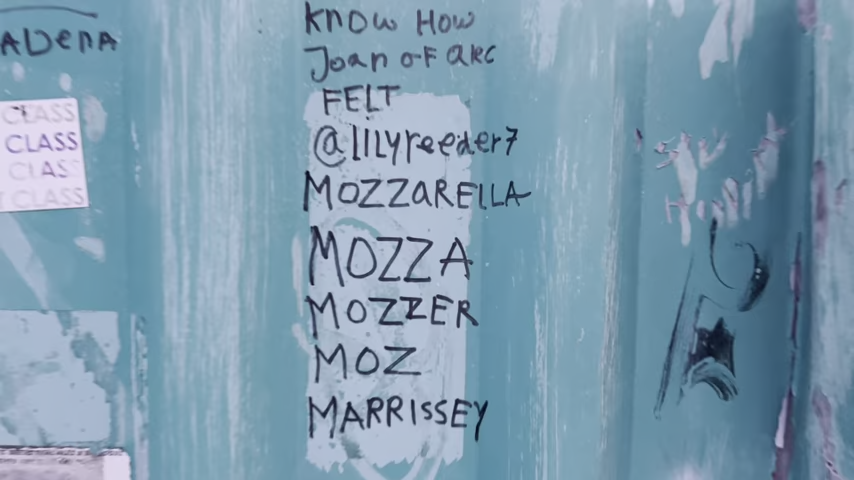 Know How
Joan oF arc
FELT
@lilyreeder7
MOZZaRELLA
MOZZA
MOZZER
MOZ
MARRISSEY
ADenA
CLASS
CLASS
CLASS
CLASS